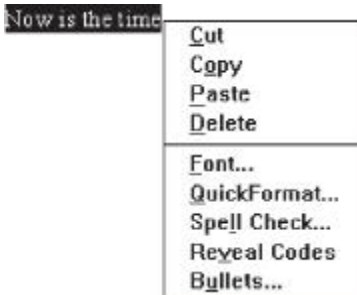 Now is the time
Cut
Copy
Paste
Delete
Font...
QuickFormat...
Spell Check...
Reveal Codes
Bullets...